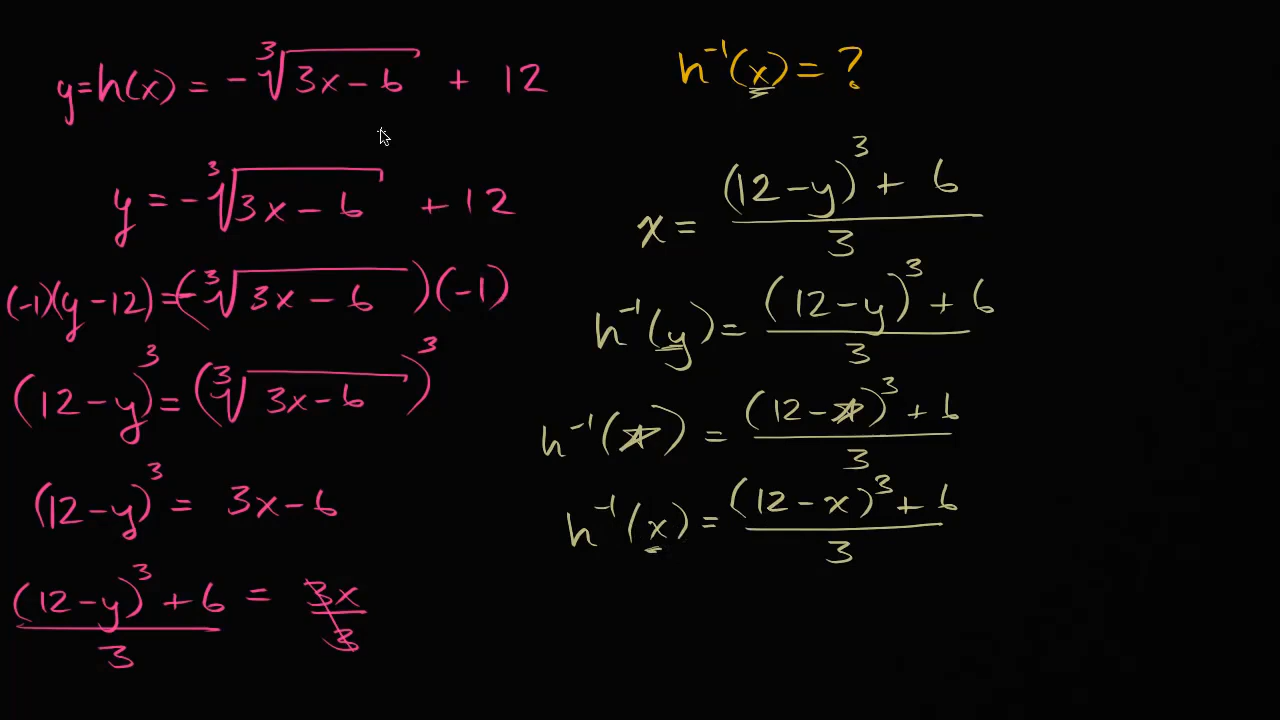 y=h(x) = -∛(3x-6) + 12
y = -∛(3x-6) + 12
(-1)(y-12)=(-∛(3x-6))(-1)
(12-y)³ = (∛(3x-6))³
(12-y)³ = 3x-6
((12-y)³+6)/3 = 3x/3
h⁻¹(x) = ?
x = ((12-y)³+6)/3
h⁻¹(y) = ((12-y)³+6)/3
h⁻¹(☆) = ((12-☆)³+6)/3
h⁻¹(x) = ((12-x)³+6)/3